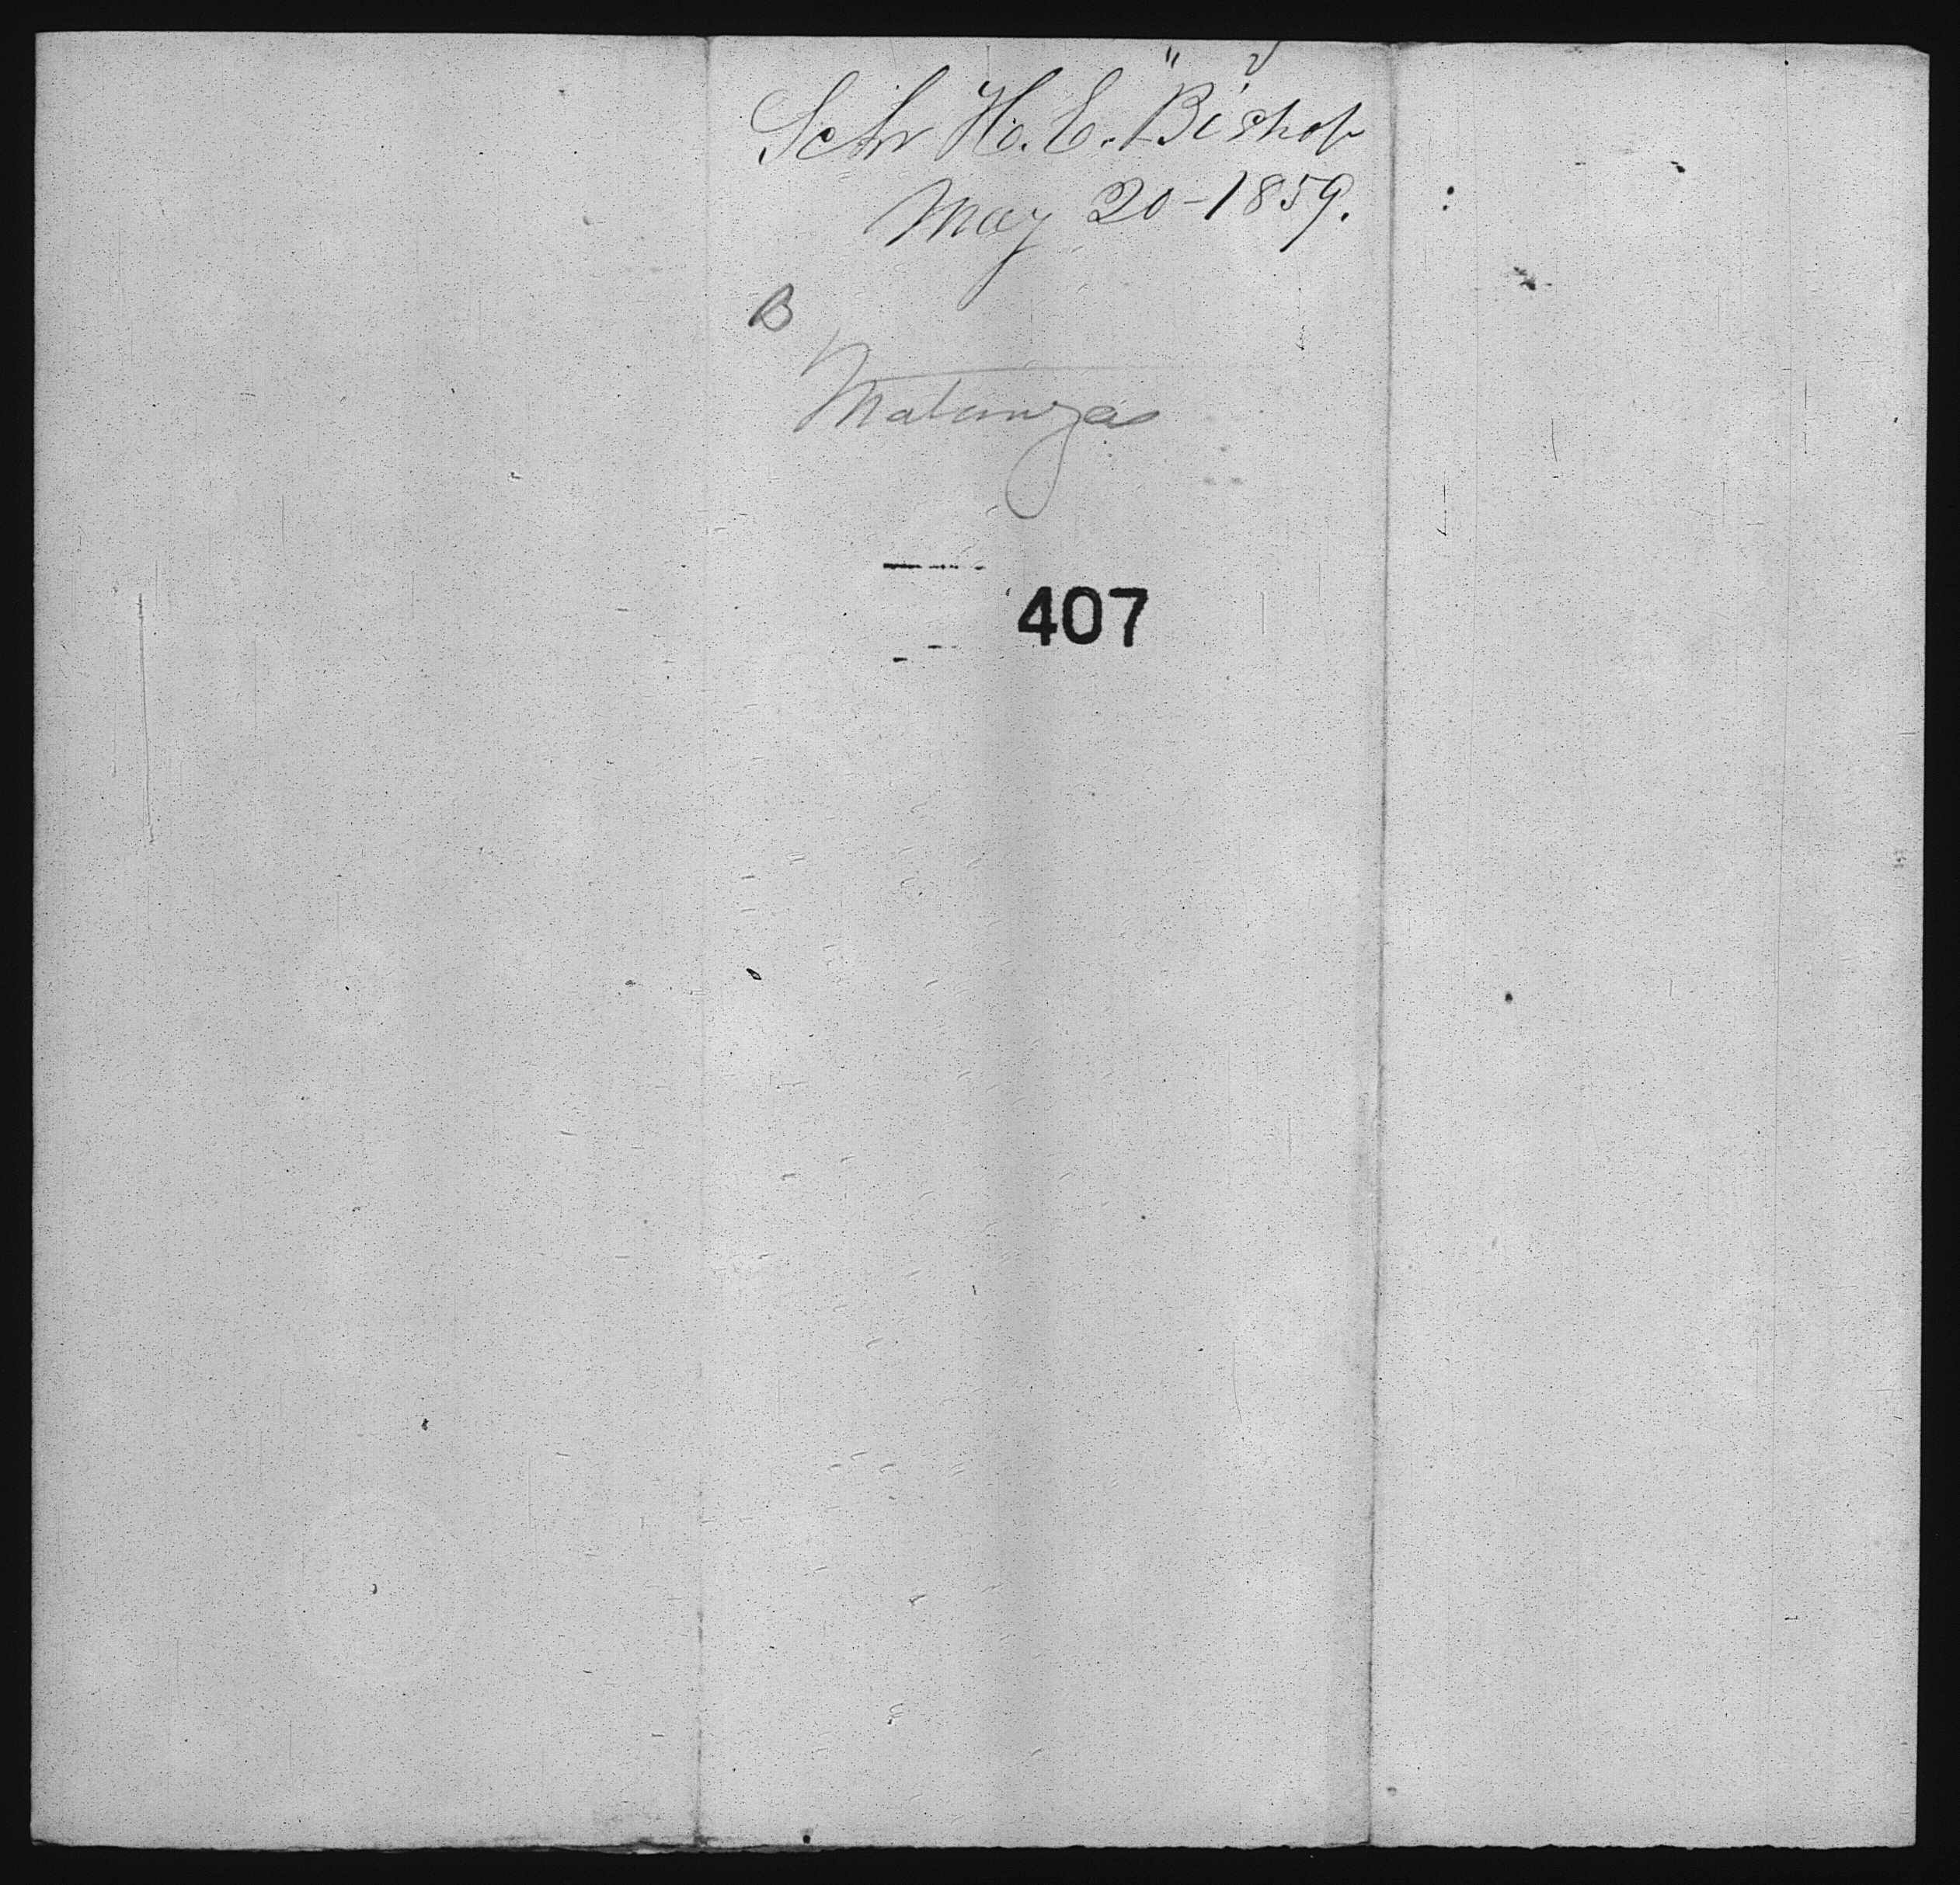 Schr H. E. "Bishop
May 20-1859.
B
Matanzas
407